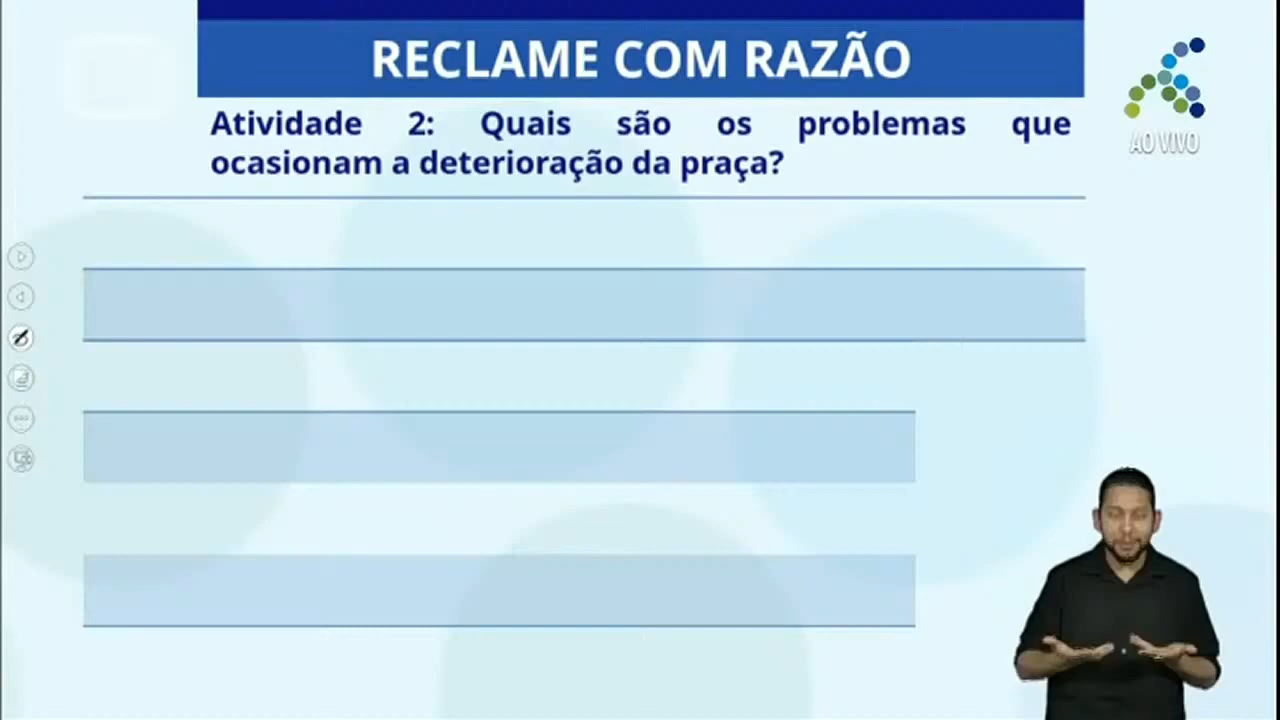 RECLAME COM RAZÃO
Atividade 2: Quais são os problemas que
ocasionam a deterioração da praça?
AO VIVO